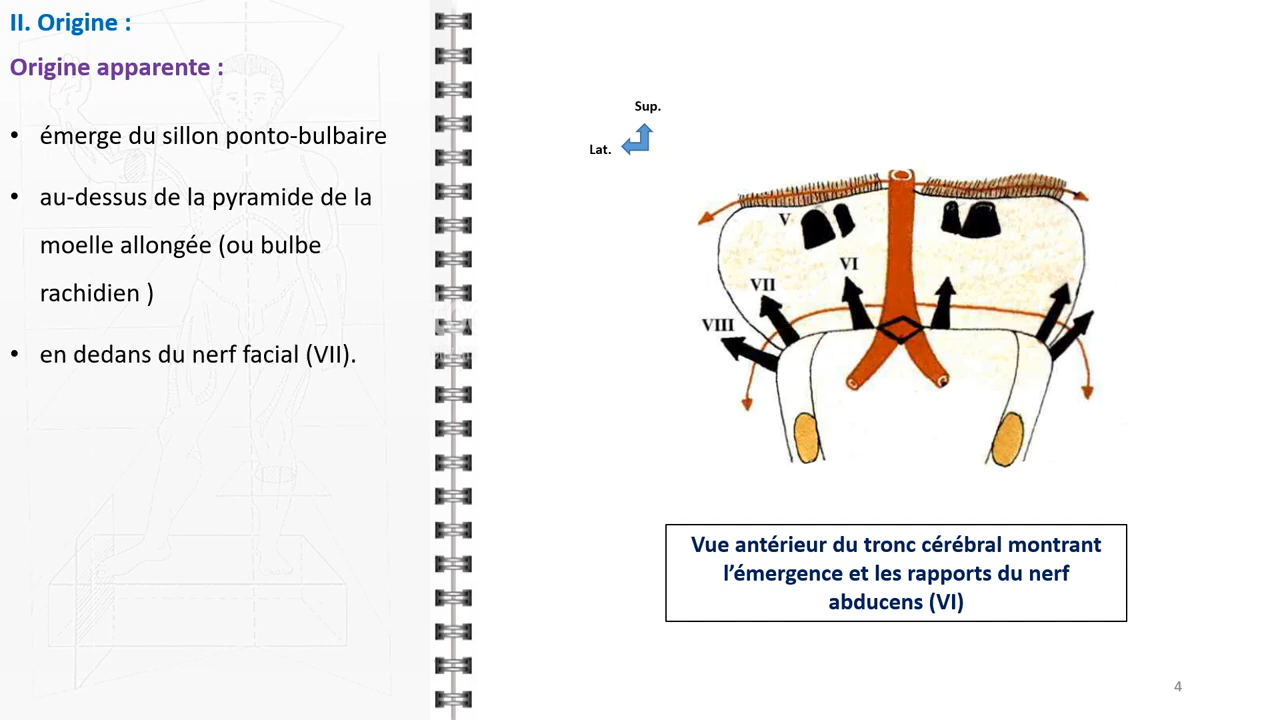 II. Origine :
Origine apparente :
• émerge du sillon ponto-bulbaire
• au-dessus de la pyramide de la
moelle allongée (ou bulbe
rachidien )
• en dedans du nerf facial (VII).
Sup.
Lat.
V
VI
VII
VIII
Vue antérieur du tronc cérébral montrant
l’émergence et les rapports du nerf
abducens (VI)
4